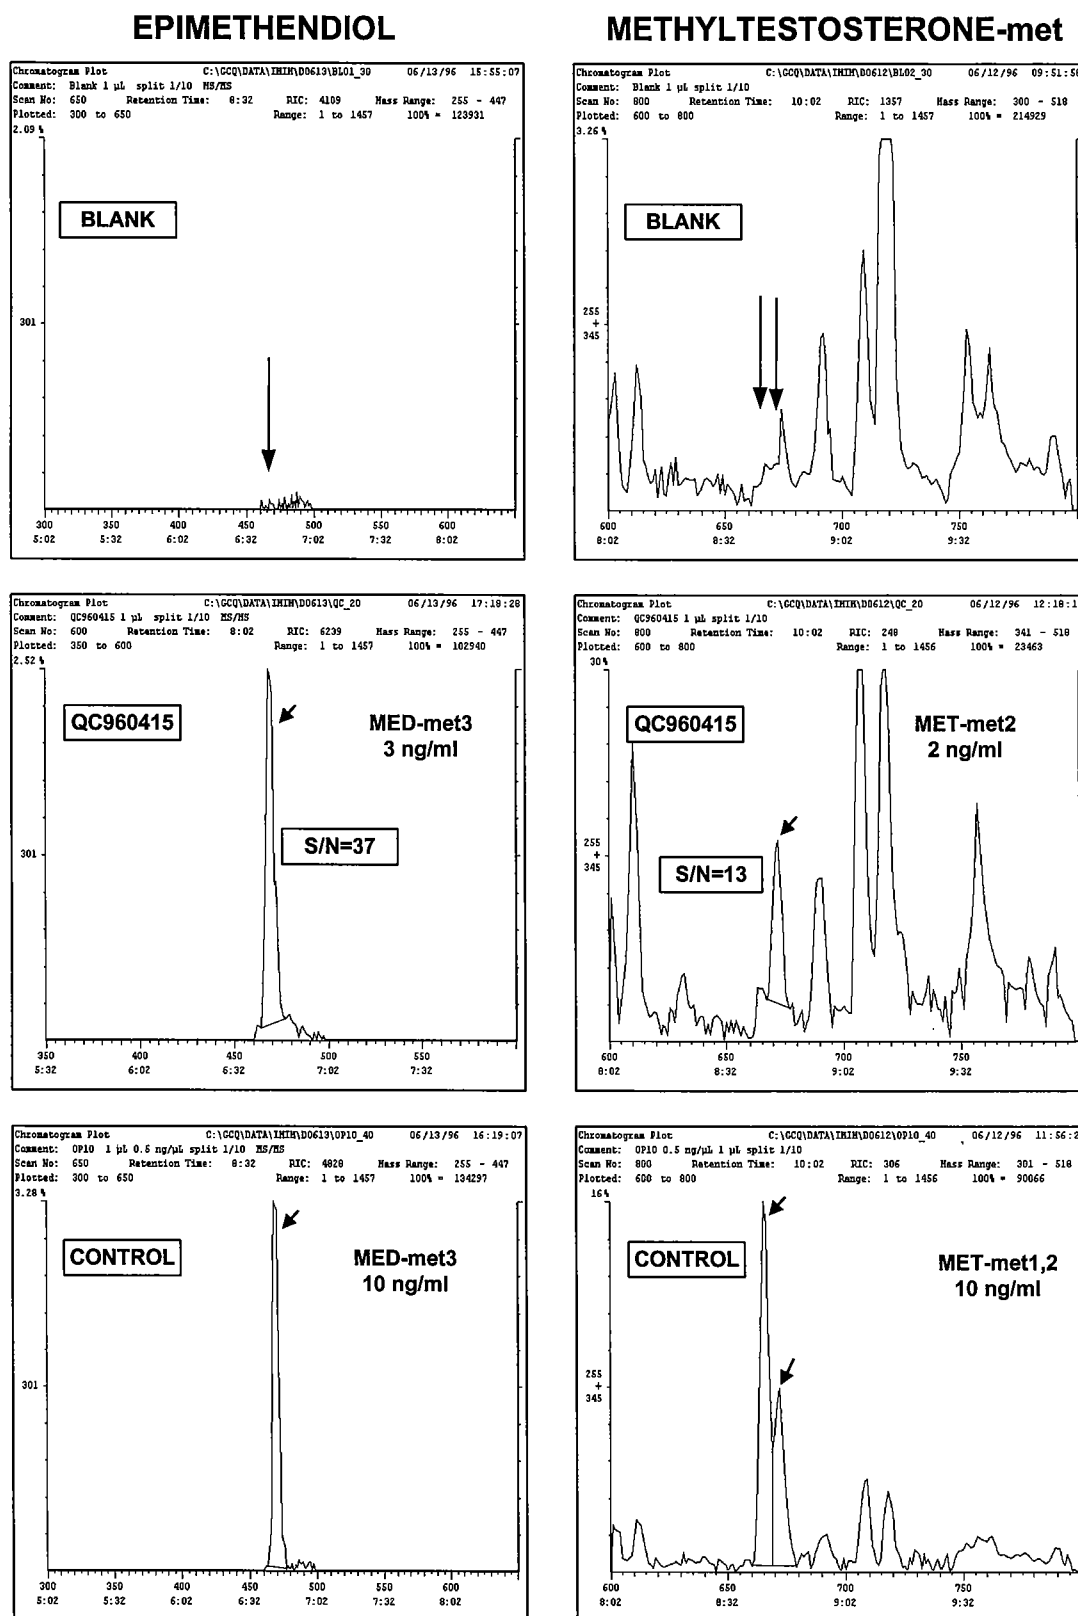 EPIMETHENDIOL
Chromatogram Plot C:\GCQ\DATA\IMIM\D0613\BL01_30 06/13/96 15:55:07
Comment: Blank 1 µL split 1/10 MS/MS
Scan No: 650 Retention Time: 8:32 RIC: 4109 Mass Range: 255 - 447
Plotted: 300 to 650 Range: 1 to 1457 100% = 123931
2.09 %
BLANK
301
300 350 400 450 500 550 600
5:02 5:32 6:02 6:32 7:02 7:32 8:02
METHYLTESTOSTERONE-met
Chromatogram Plot C:\GCQ\DATA\IMIM\D0612\BL02_30 06/12/96 09:51:58
Comment: Blank 1 µL split 1/10
Scan No: 800 Retention Time: 10:02 RIC: 1357 Mass Range: 300 - 518
Plotted: 600 to 800 Range: 1 to 1457 100% = 214929
3.26 %
BLANK
255
+
345
600 650 700 750
8:02 8:32 9:02 9:32
Chromatogram Plot C:\GCQ\DATA\IMIM\D0613\QC_20 06/13/96 17:18:28
Comment: QC960415 1 µL split 1/10 MS/MS
Scan No: 600 Retention Time: 8:02 RIC: 6239 Mass Range: 255 - 447
Plotted: 350 to 600 Range: 1 to 1457 100% = 102940
2.52 %
QC960415
MED-met3
3 ng/ml
S/N=37
301
350 400 450 500 550
5:32 6:02 6:32 7:02 7:32
Chromatogram Plot C:\GCQ\DATA\IMIM\D0612\QC_20 06/12/96 12:18:1
Comment: QC960415 1 µL split 1/10
Scan No: 800 Retention Time: 10:02 RIC: 248 Mass Range: 341 - 518
Plotted: 600 to 800 Range: 1 to 1456 100% = 23463
30%
QC960415
MET-met2
2 ng/ml
S/N=13
255
+
345
600 650 700 750
8:02 8:32 9:02 9:32
Chromatogram Plot C:\GCQ\DATA\IMIM\D0613\OP10_40 06/13/96 16:19:07
Comment: OP10 1 µL 0.5 ng/µL split 1/10 MS/MS
Scan No: 650 Retention Time: 8:32 RIC: 4828 Mass Range: 255 - 447
Plotted: 300 to 650 Range: 1 to 1457 100% = 134297
3.28 %
CONTROL
MED-met3
10 ng/ml
301
300 350 400 450 500 550 600
5:02 5:32 6:02 6:32 7:02 7:32 8:02
Chromatogram Plot C:\GCQ\DATA\IMIM\D0612\OP10_40 06/12/96 11:56:2
Comment: OP10 0.5 ng/µL 1 µL split 1/10
Scan No: 800 Retention Time: 10:02 RIC: 306 Mass Range: 301 - 518
Plotted: 600 to 800 Range: 1 to 1456 100% = 90066
16%
CONTROL
MET-met1,2
10 ng/ml
255
+
345
600 650 700 750
8:02 8:32 9:02 9:32